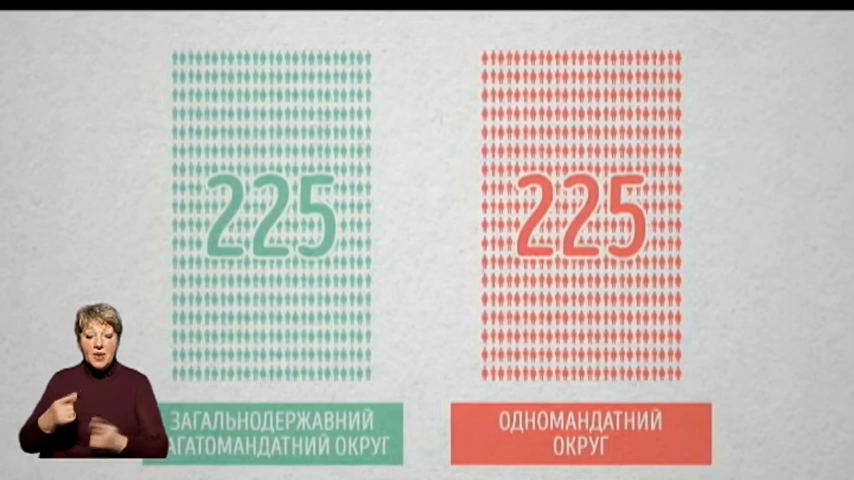 225
225
ЗАГАЛЬНОДЕРЖАВНИЙ
АГАТОМАНДАТНИЙ ОКРУГ
ОДНОМАНДАТНИЙ
ОКРУГ